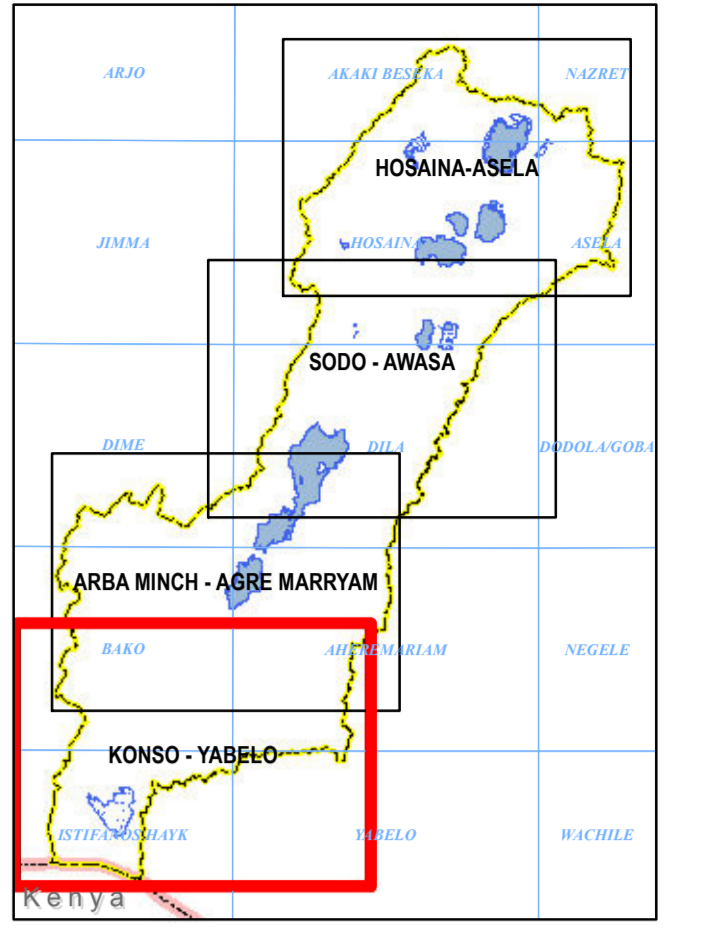 ARJO AKAKI BESEKA NAZRET
HOSAINA-ASELA
JIMMA HOSAINA ASELA
SODO - AWASA
DIME DILA DODOLA/GOBA
ARBA MINCH - AGRE MARRYAM
BAKO AHEREMARIAM NEGELE
KONSO - YABELO
ISTIFANOS HAYK YABELO WACHILE
Kenya